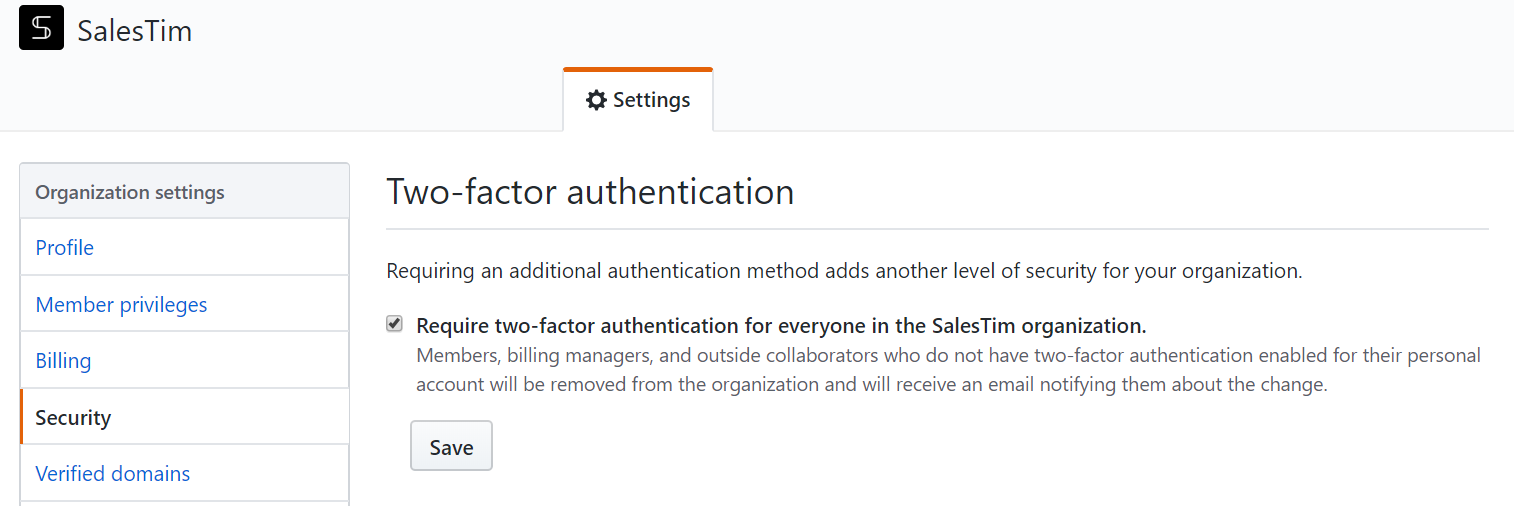 SalesTim
Settings
Organization settings
Profile
Member privileges
Billing
Security
Verified domains
Two-factor authentication
Requiring an additional authentication method adds another level of security for your organization.
Require two-factor authentication for everyone in the SalesTim organization.
Members, billing managers, and outside collaborators who do not have two-factor authentication enabled for their personal
account will be removed from the organization and will receive an email notifying them about the change.
Save